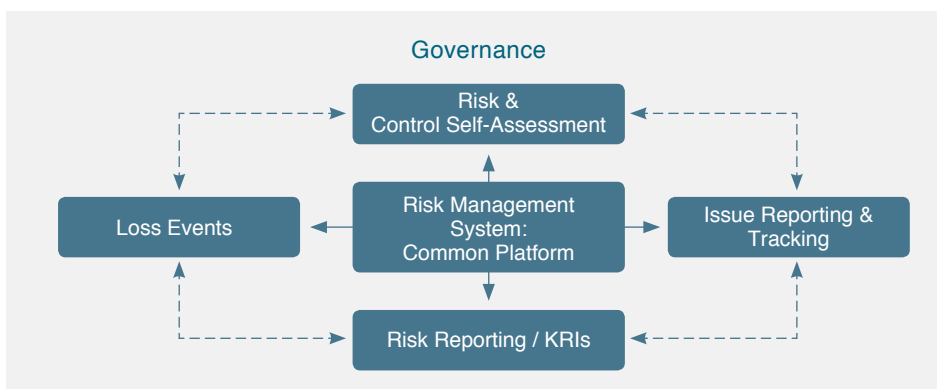 Governance
Risk &
Control Self-Assessment
Loss Events
Risk Management
System:
Common Platform
Issue Reporting &
Tracking
Risk Reporting / KRIs